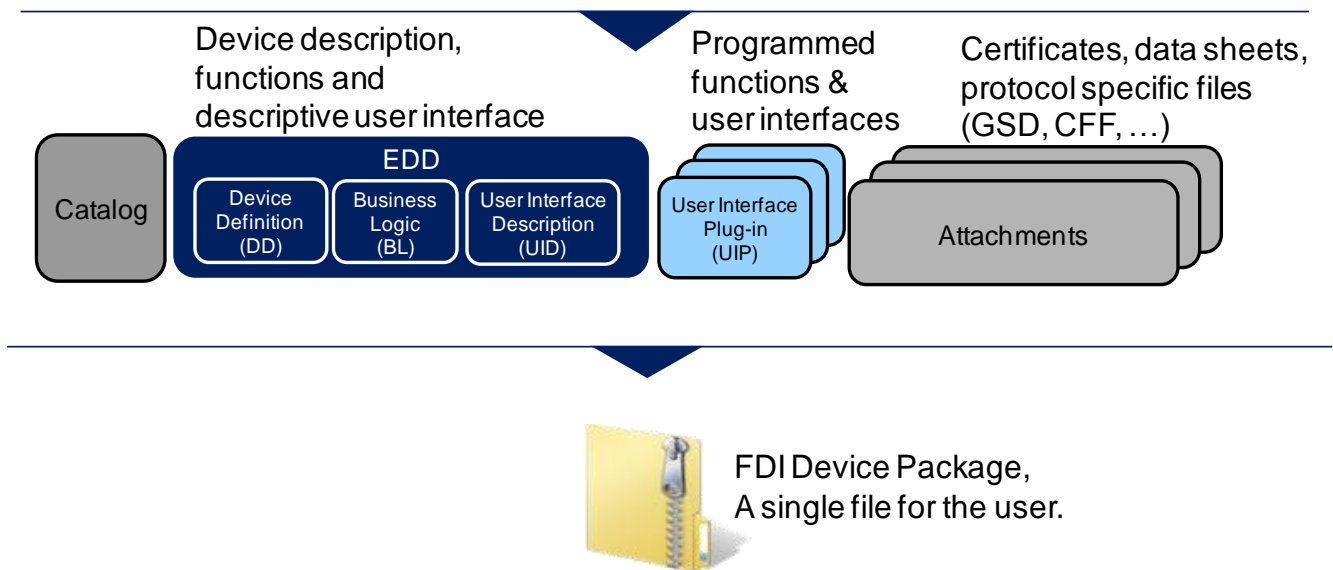 Device description,
functions and
descriptive user interface
Programmed
functions &
user interfaces
Certificates, data sheets,
protocol specific files
(GSD, CFF, …)
Catalog
EDD
Device
Definition
(DD)
Business
Logic
(BL)
User Interface
Description
(UID)
User Interface
Plug-in
(UIP)
Attachments
FDI Device Package,
A single file for the user.